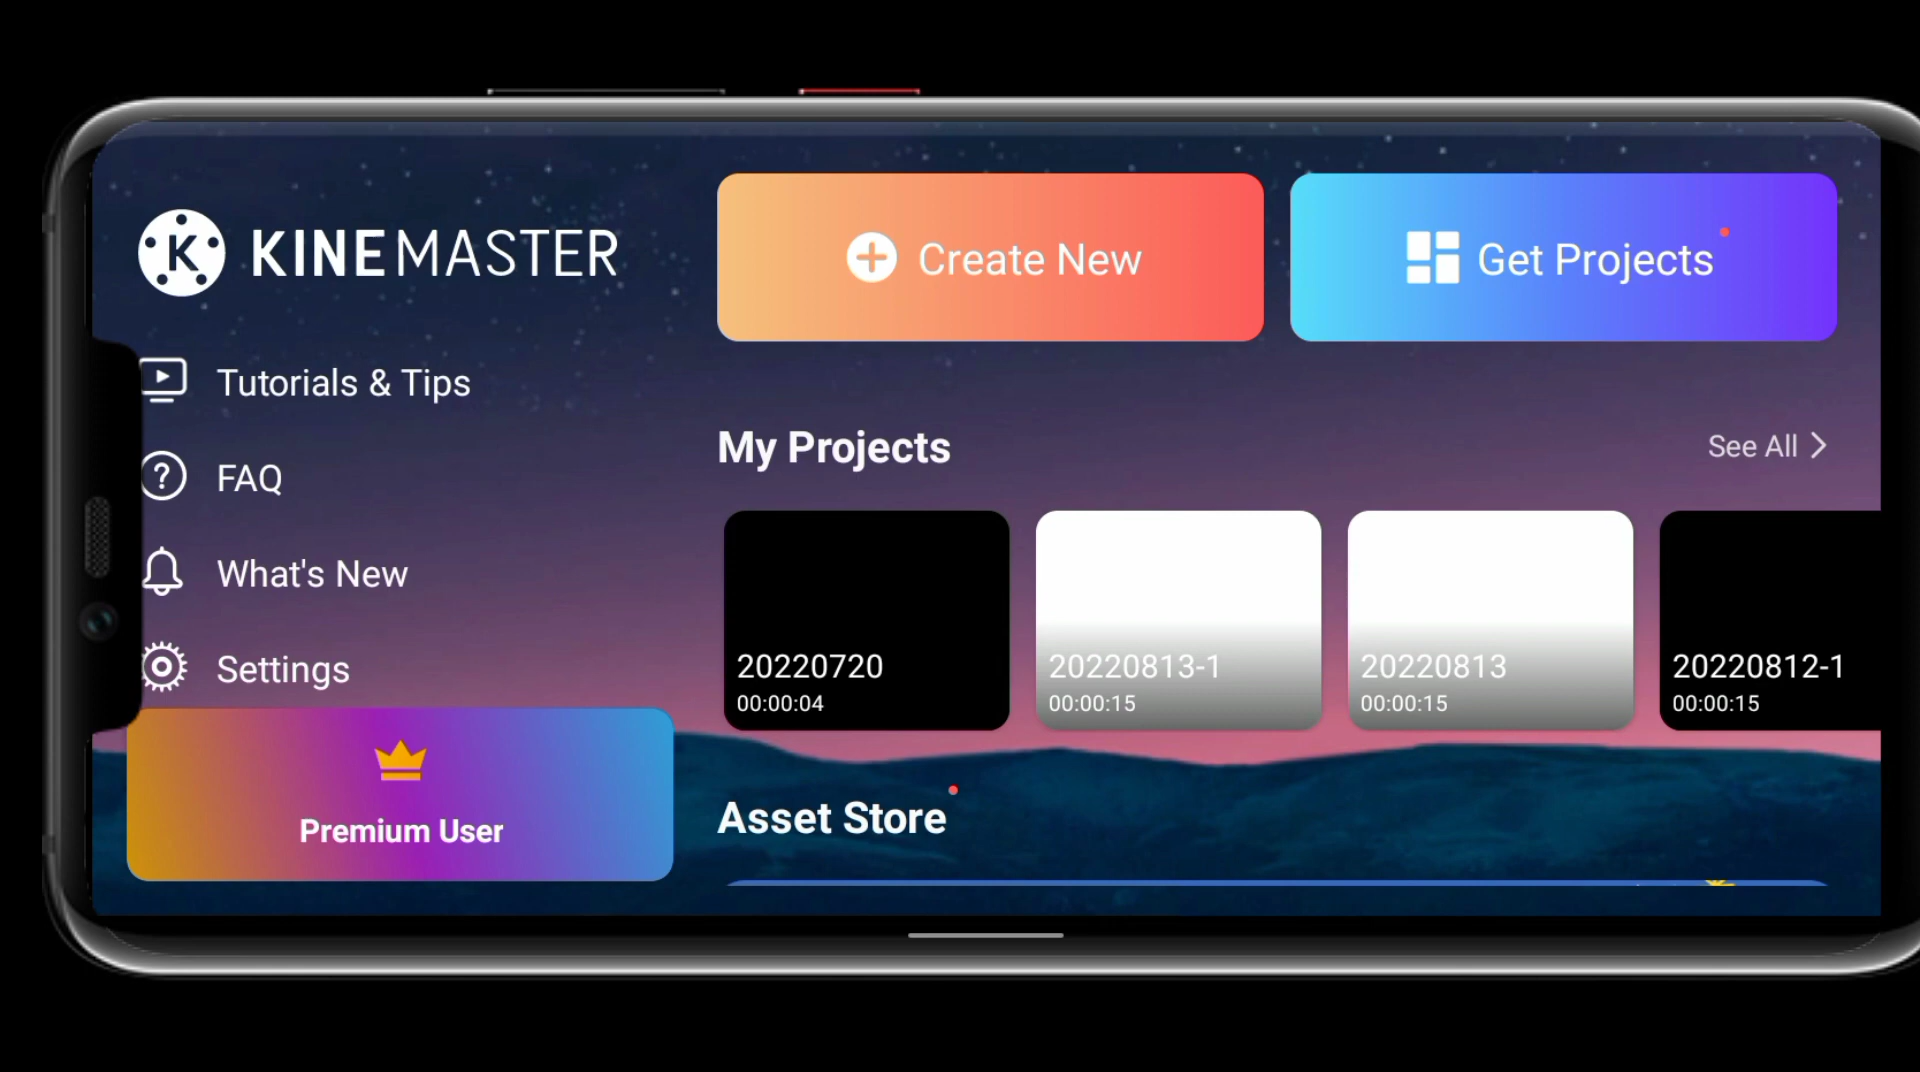 KINEMASTER
Tutorials & Tips
FAQ
What's New
Settings
Premium User
Create New
Get Projects
My Projects
See All
20220720
00:00:04
20220813-1
00:00:15
20220813
00:00:15
20220812-1
00:00:15
Asset Store